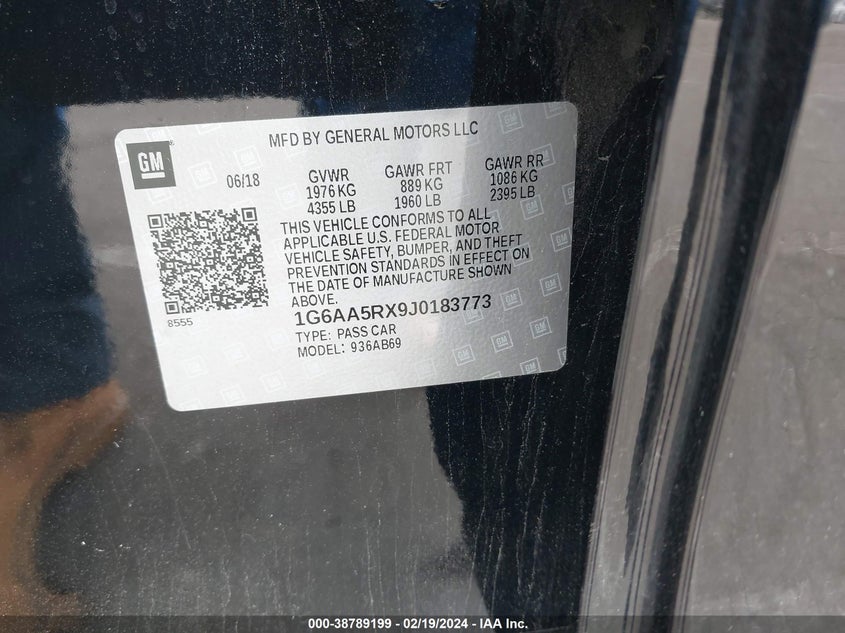 MFD BY GENERAL MOTORS LLC
GM
06/18
GVWR GAWR FRT GAWR RR
1976 KG 889 KG 1086 KG
4355 LB 1960 LB 2395 LB
THIS VEHICLE CONFORMS TO ALL
APPLICABLE U.S. FEDERAL MOTOR
VEHICLE SAFETY, BUMPER, AND THEFT
PREVENTION STANDARDS IN EFFECT ON
THE DATE OF MANUFACTURE SHOWN
ABOVE.
8555
1G6AA5RX9J0183773
TYPE: PASS CAR
MODEL: 936AB69
000-38789199 - 02/19/2024 - IAA Inc.